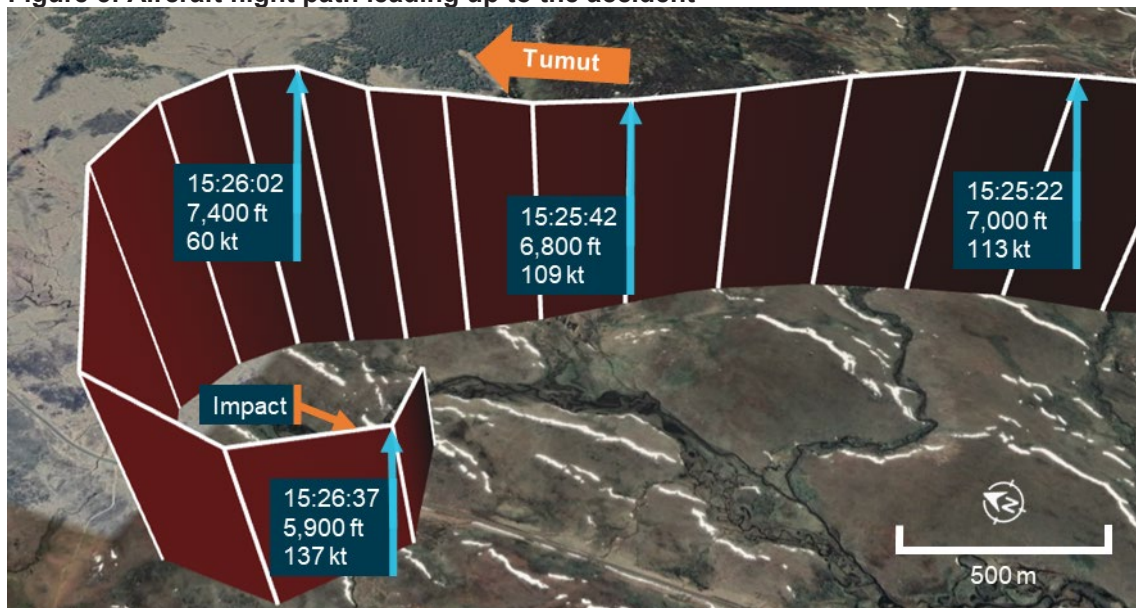 Figure Aircraft flight path leading up to the accident
Tumut
15:26:02
7,400 ft
60 kt
15:25:42
6,800 ft
109 kt
15:25:22
7,000 ft
113 kt
Impact
15:26:37
5,900 ft
137 kt
N
500 m